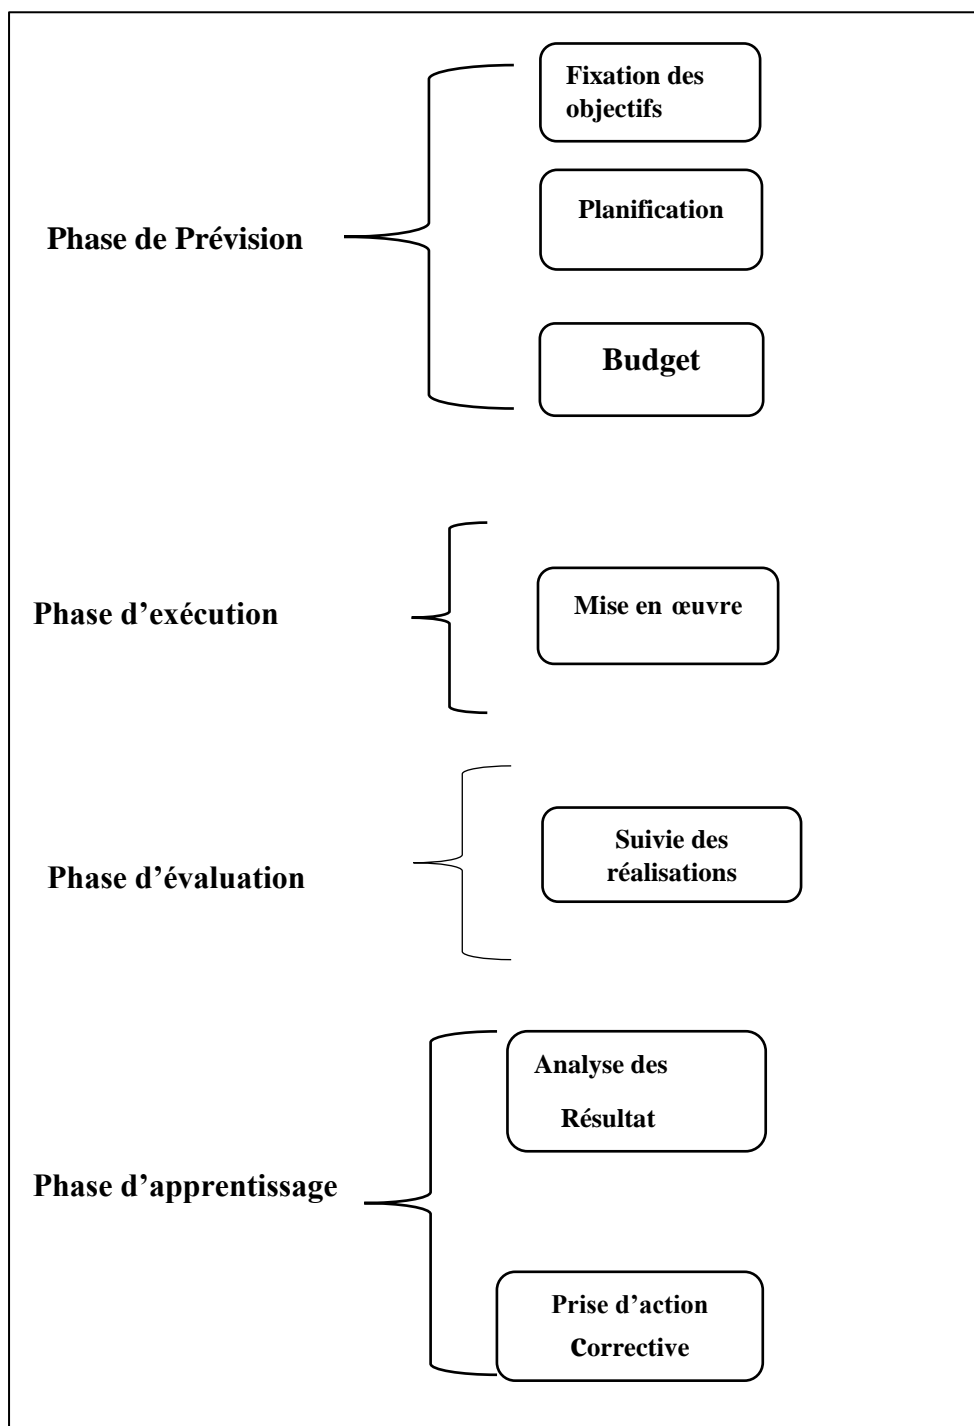 Fixation des
objectifs
Planification
Phase de Prévision
Budget
Phase d’exécution
Mise en œuvre
Suivie des
réalisations
Phase d’évaluation
Analyse des
Résultat
Phase d’apprentissage
Prise d’action
corrective